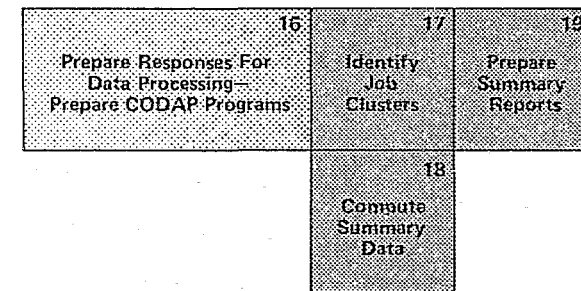 16
Prepare Responses For
Data Processing—
Prepare CODAP Programs
17
Identify
Job
Clusters
19
Prepare
Summary
Reports
18
Compute
Summary
Data